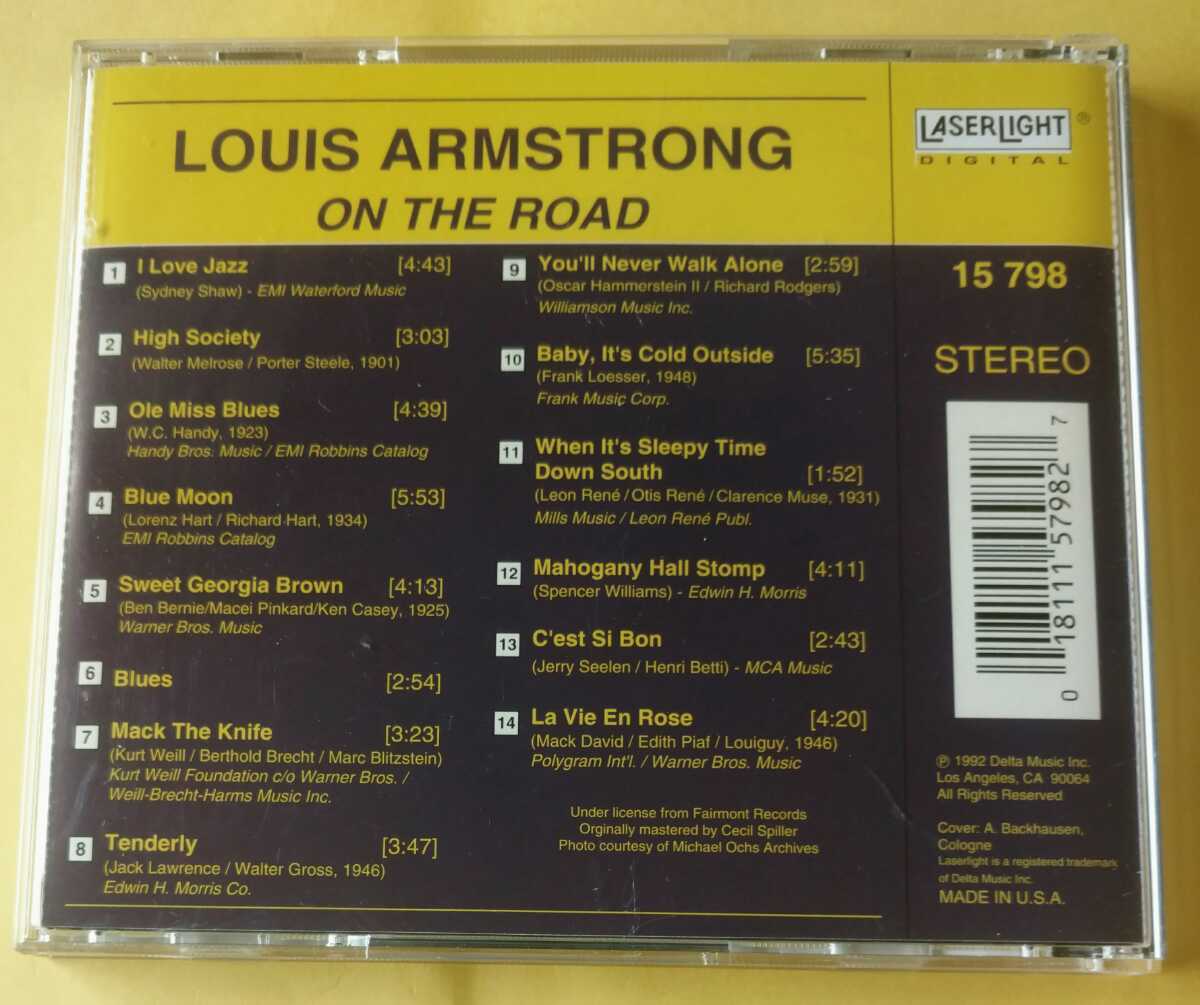 LOUIS ARMSTRONG
ON THE ROAD
1 I Love Jazz [4:43]
(Sydney Shaw) - EMI Waterford Music
2 High Society [3:03]
(Walter Melrose / Porter Steele, 1901)
3 Ole Miss Blues [4:39]
(W.C. Handy, 1923)
Handy Bros. Music / EMI Robbins Catalog
4 Blue Moon [5:53]
(Lorenz Hart / Richard Hart, 1934)
EMI Robbins Catalog
5 Sweet Georgia Brown [4:13]
(Ben Bernie/Macei Pinkard/Ken Casey, 1925)
Warner Bros. Music
6 Blues [2:54]
7 Mack The Knife [3:23]
(Kurt Weill / Berthold Brecht / Marc Blitzstein)
Kurt Weill Foundation c/o Warner Bros. /
Weill-Brecht-Harms Music Inc.
8 Tenderly [3:47]
(Jack Lawrence / Walter Gross, 1946)
Edwin H. Morris Co.
9 You'll Never Walk Alone [2:59]
(Oscar Hammerstein II / Richard Rodgers)
Williamson Music Inc.
10 Baby, It's Cold Outside [5:35]
(Frank Loesser, 1948)
Frank Music Corp.
11 When It's Sleepy Time
Down South [1:52]
(Leon René / Otis René / Clarence Muse, 1931)
Mills Music / Leon René Publ.
12 Mahogany Hall Stomp [4:11]
(Spencer Williams) - Edwin H. Morris
13 C'est Si Bon [2:43]
(Jerry Seelen / Henri Betti) - MCA Music
14 La Vie En Rose [4:20]
(Mack David / Edith Piaf / Louiguy, 1946)
Polygram Int'l. / Warner Bros. Music
Under license from Fairmont Records
Orginally mastered by Cecil Spiller
Photo courtesy of Michael Ochs Archives
LASERLIGHT ®
DIGITAL
15 798
STEREO
0 18111 57982 7
℗ 1992 Delta Music Inc.
Los Angeles, CA 90064
All Rights Reserved
Cover: A. Backhausen,
Cologne
Laserlight is a registered trademark
of Delta Music Inc.
MADE IN U.S.A.